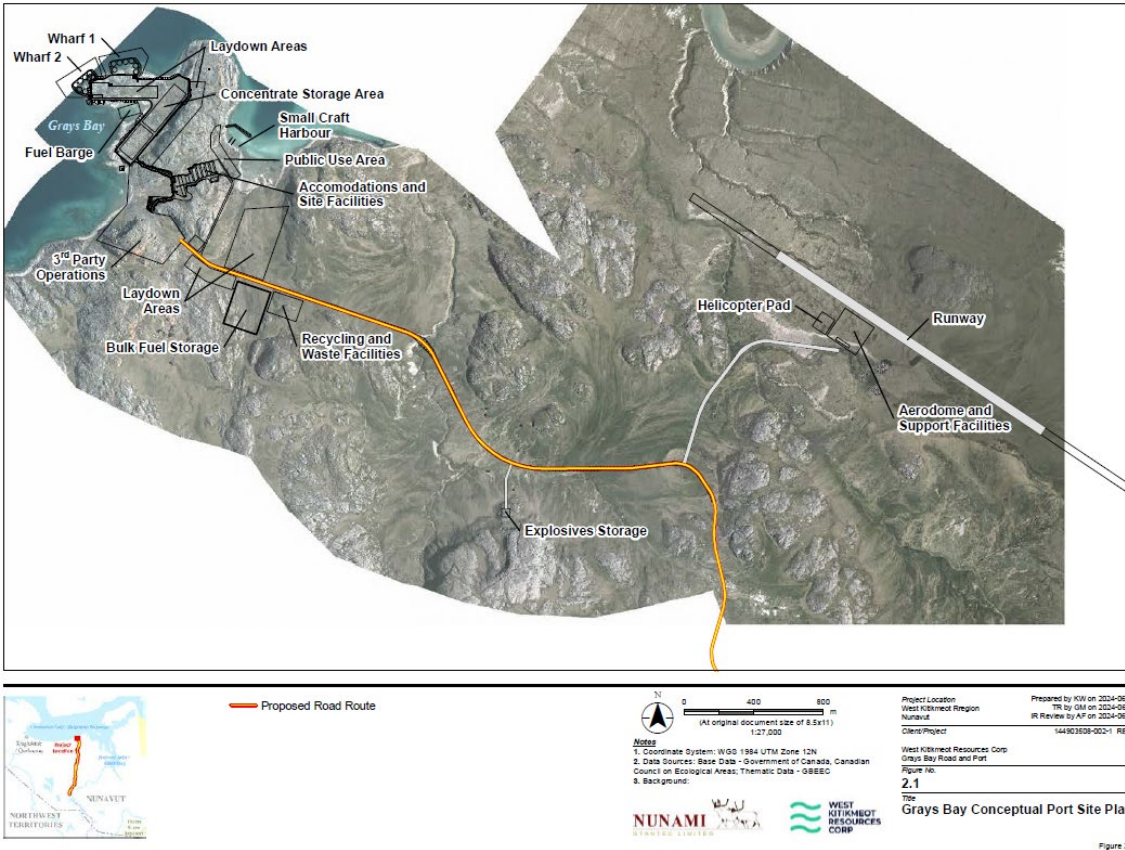 Wharf 1
Wharf 2
Laydown Areas
Concentrate Storage Area
Grays Bay
Small Craft
Harbour
Fuel Barge
Public Use Area
Accomodations and
Site Facilities
3rd Party
Operations
Laydown
Areas
Bulk Fuel Storage
Recycling and
Waste Facilities
Helicopter Pad
Runway
Aerodome and
Support Facilities
Explosives Storage
Proposed Road Route
Project
Location
NUNAVUT
NORTHWEST
TERRITORIES
N
0 400 800
m
(At original document size of 8.5x11)
1:27,000
Notes
1. Coordinate System: WGS 1984 UTM Zone 12N
2. Data Sources: Base Data - Government of Canada, Canadian
Council on Ecological Areas; Thematic Data - GBEEC
3. Background:
NUNAMI
STANTEC LIMITED
WEST
KITIKMEOT
RESOURCES
CORP
Project Location
West Kitikmeot Rregion
Nunavut
Prepared by KW on 2024-06
TR by GM on 2024-06
IR Review by AF on 2024-06
Client/Project
West Kitikmeot Resources Corp
Grays Bay Road and Port
Figure No.
2.1
Title
Grays Bay Conceptual Port Site Pla
Figure